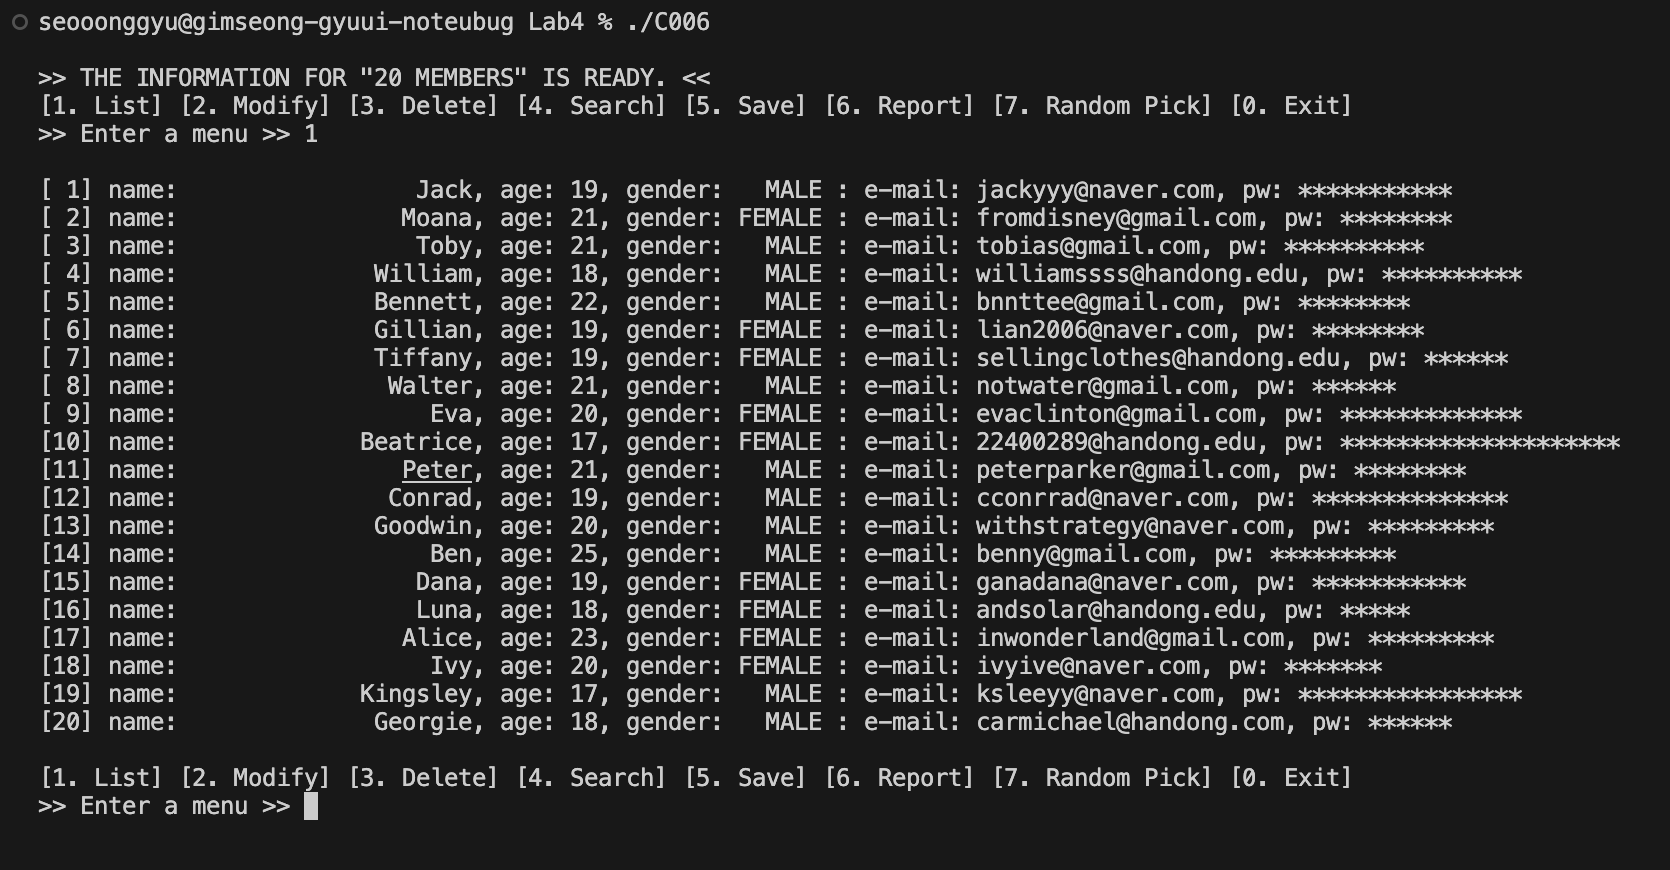 seooonggyu@gimseong-gyuui-noteubug Lab4 % ./C006
>> THE INFORMATION FOR "20 MEMBERS" IS READY. <<
[1. List] [2. Modify] [3. Delete] [4. Search] [5. Save] [6. Report] [7. Random Pick] [0. Exit]
>> Enter a menu >> 1
[ 1] name:                 Jack, age: 19, gender:   MALE : e-mail: jackyyy@naver.com, pw: ***********
[ 2] name:                Moana, age: 21, gender: FEMALE : e-mail: fromdisney@gmail.com, pw: ********
[ 3] name:                 Toby, age: 21, gender:   MALE : e-mail: tobias@gmail.com, pw: **********
[ 4] name:              William, age: 18, gender:   MALE : e-mail: williamssss@handong.edu, pw: **********
[ 5] name:              Bennett, age: 22, gender:   MALE : e-mail: bnnttee@gmail.com, pw: ********
[ 6] name:              Gillian, age: 19, gender: FEMALE : e-mail: lian2006@naver.com, pw: ********
[ 7] name:              Tiffany, age: 19, gender: FEMALE : e-mail: sellingclothes@handong.edu, pw: ******
[ 8] name:               Walter, age: 21, gender:   MALE : e-mail: notwater@gmail.com, pw: ******
[ 9] name:                  Eva, age: 20, gender: FEMALE : e-mail: evaclinton@gmail.com, pw: *************
[10] name:             Beatrice, age: 17, gender: FEMALE : e-mail: 22400289@handong.edu, pw: ********************
[11] name:                Peter, age: 21, gender:   MALE : e-mail: peterparker@gmail.com, pw: ********
[12] name:               Conrad, age: 19, gender:   MALE : e-mail: cconrrad@naver.com, pw: **************
[13] name:              Goodwin, age: 20, gender:   MALE : e-mail: withstrategy@naver.com, pw: *********
[14] name:                  Ben, age: 25, gender:   MALE : e-mail: benny@gmail.com, pw: *********
[15] name:                 Dana, age: 19, gender: FEMALE : e-mail: ganadana@naver.com, pw: ***********
[16] name:                 Luna, age: 18, gender: FEMALE : e-mail: andsolar@handong.edu, pw: *****
[17] name:                Alice, age: 23, gender: FEMALE : e-mail: inwonderland@gmail.com, pw: *********
[18] name:                  Ivy, age: 20, gender: FEMALE : e-mail: ivyive@naver.com, pw: *******
[19] name:             Kingsley, age: 17, gender:   MALE : e-mail: ksleeyy@naver.com, pw: ****************
[20] name:              Georgie, age: 18, gender:   MALE : e-mail: carmichael@handong.com, pw: ******
[1. List] [2. Modify] [3. Delete] [4. Search] [5. Save] [6. Report] [7. Random Pick] [0. Exit]
>> Enter a menu >>